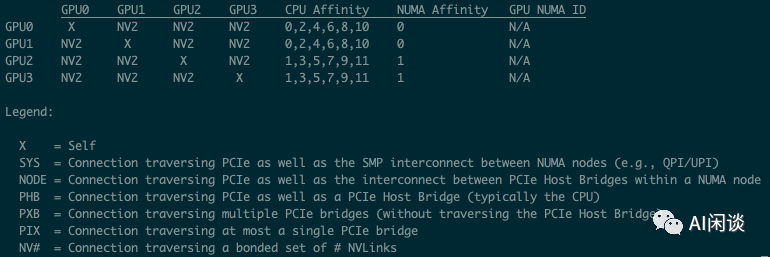 GPU0 GPU1 GPU2 GPU3 CPU Affinity NUMA Affinity GPU NUMA ID
GPU0 X NV2 NV2 NV2 0,2,4,6,8,10 0 N/A
GPU1 NV2 X NV2 NV2 0,2,4,6,8,10 0 N/A
GPU2 NV2 NV2 X NV2 1,3,5,7,9,11 1 N/A
GPU3 NV2 NV2 NV2 X 1,3,5,7,9,11 1 N/A
Legend:
X = Self
SYS = Connection traversing PCIe as well as the SMP interconnect between NUMA nodes (e.g., QPI/UPI)
NODE = Connection traversing PCIe as well as the interconnect between PCIe Host Bridges within a NUMA node
PHB = Connection traversing PCIe as well as a PCIe Host Bridge (typically the CPU)
PXB = Connection traversing multiple PCIe bridges (without traversing the PCIe Host Bridge)
PIX = Connection traversing at most a single PCIe bridge
NV# = Connection traversing a bonded set of # NVLinks
AI闲谈